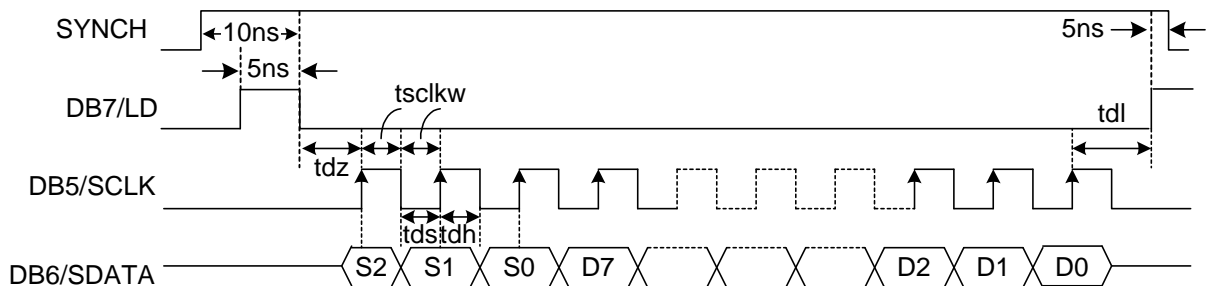 SYNCH
10ns
5ns
5ns
DB7/LD
tsclkw
tdl
tdz
DB5/SCLK
tds tdh
DB6/SDATA
S2 S1 S0 D7 D2 D1 D0